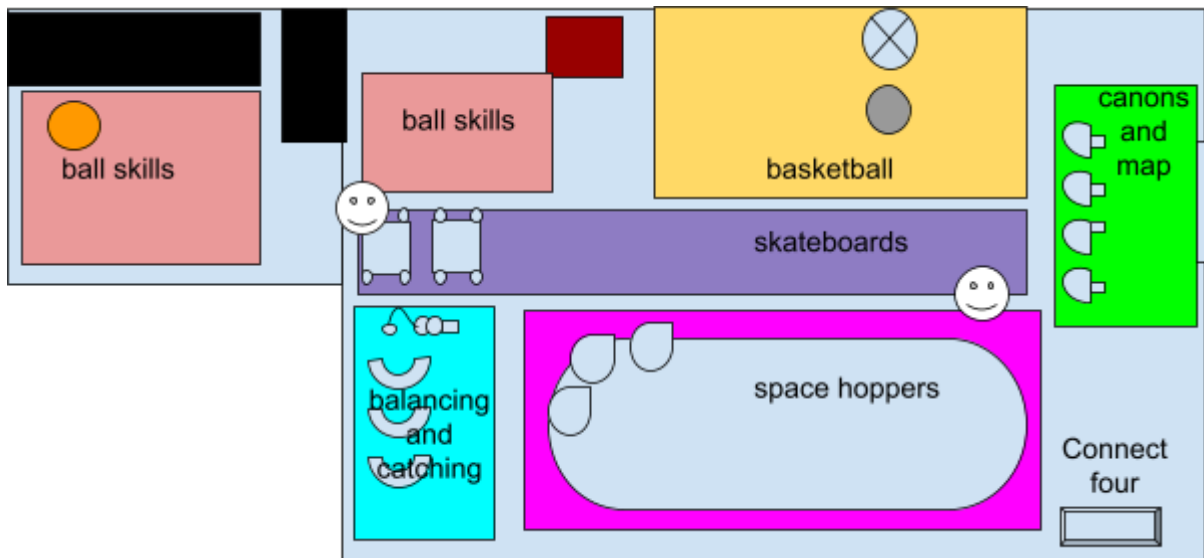 ball skills
ball skills
basketball
canons
and
map
skateboards
balancing
and
catching
space hoppers
Connect
four